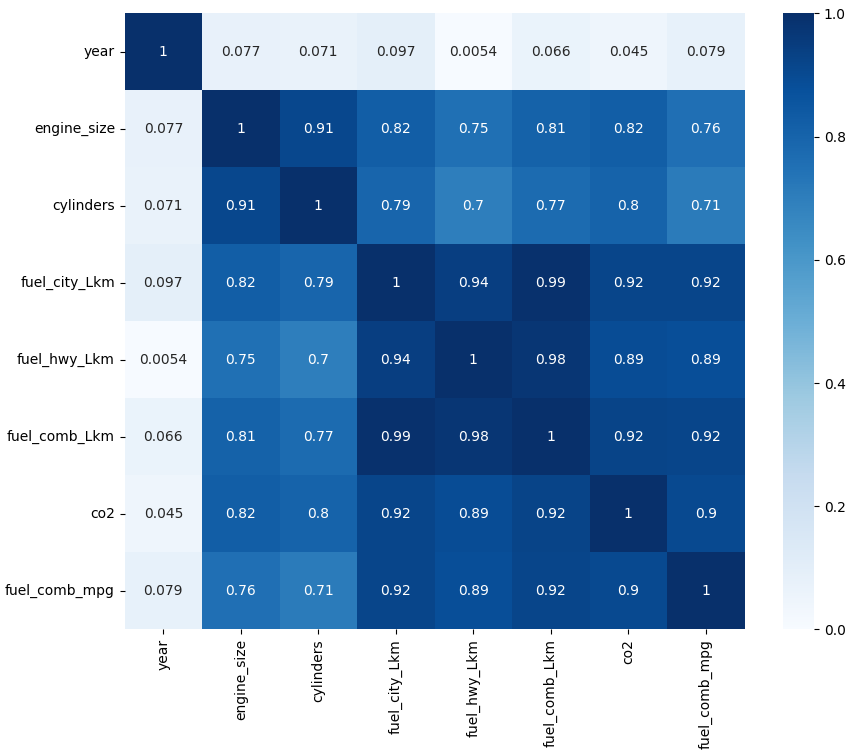 year 1 0.077 0.071 0.097 0.0054 0.066 0.045 0.079
engine_size 0.077 1 0.91 0.82 0.75 0.81 0.82 0.76
cylinders 0.071 0.91 1 0.79 0.7 0.77 0.8 0.71
fuel_city_Lkm 0.097 0.82 0.79 1 0.94 0.99 0.92 0.92
fuel_hwy_Lkm 0.0054 0.75 0.7 0.94 1 0.98 0.89 0.89
fuel_comb_Lkm 0.066 0.81 0.77 0.99 0.98 1 0.92 0.92
co2 0.045 0.82 0.8 0.92 0.89 0.92 1 0.9
fuel_comb_mpg 0.079 0.76 0.71 0.92 0.89 0.92 0.9 1
year engine_size cylinders fuel_city_Lkm fuel_hwy_Lkm fuel_comb_Lkm co2 fuel_comb_mpg
1.0
0.8
0.6
0.4
0.2
0.0